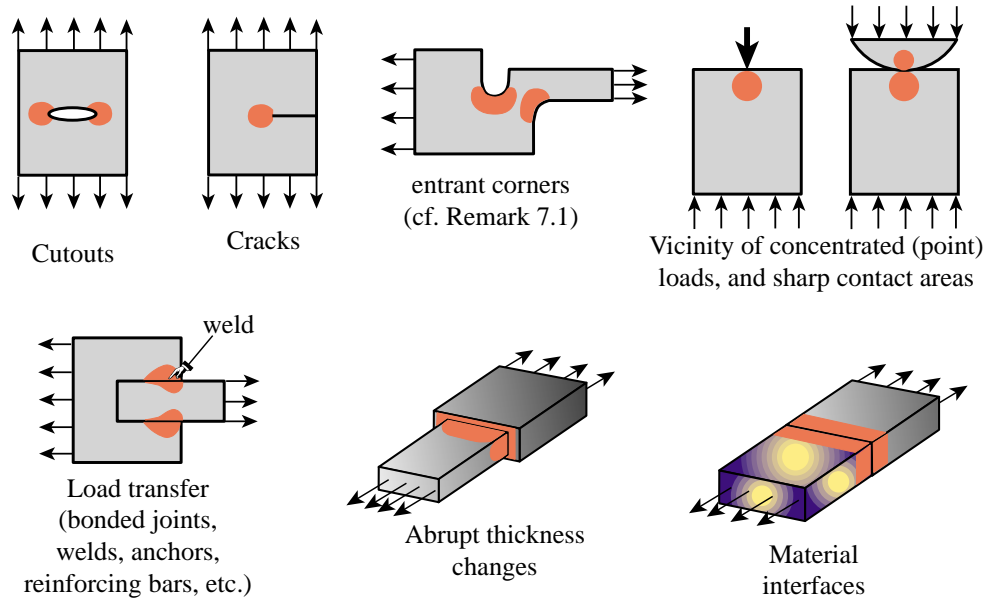 Cutouts
Cracks
entrant corners
(cf. Remark 7.1)
Vicinity of concentrated (point)
loads, and sharp contact areas
weld
Load transfer
(bonded joints,
welds, anchors,
reinforcing bars, etc.)
Abrupt thickness
changes
Material
interfaces